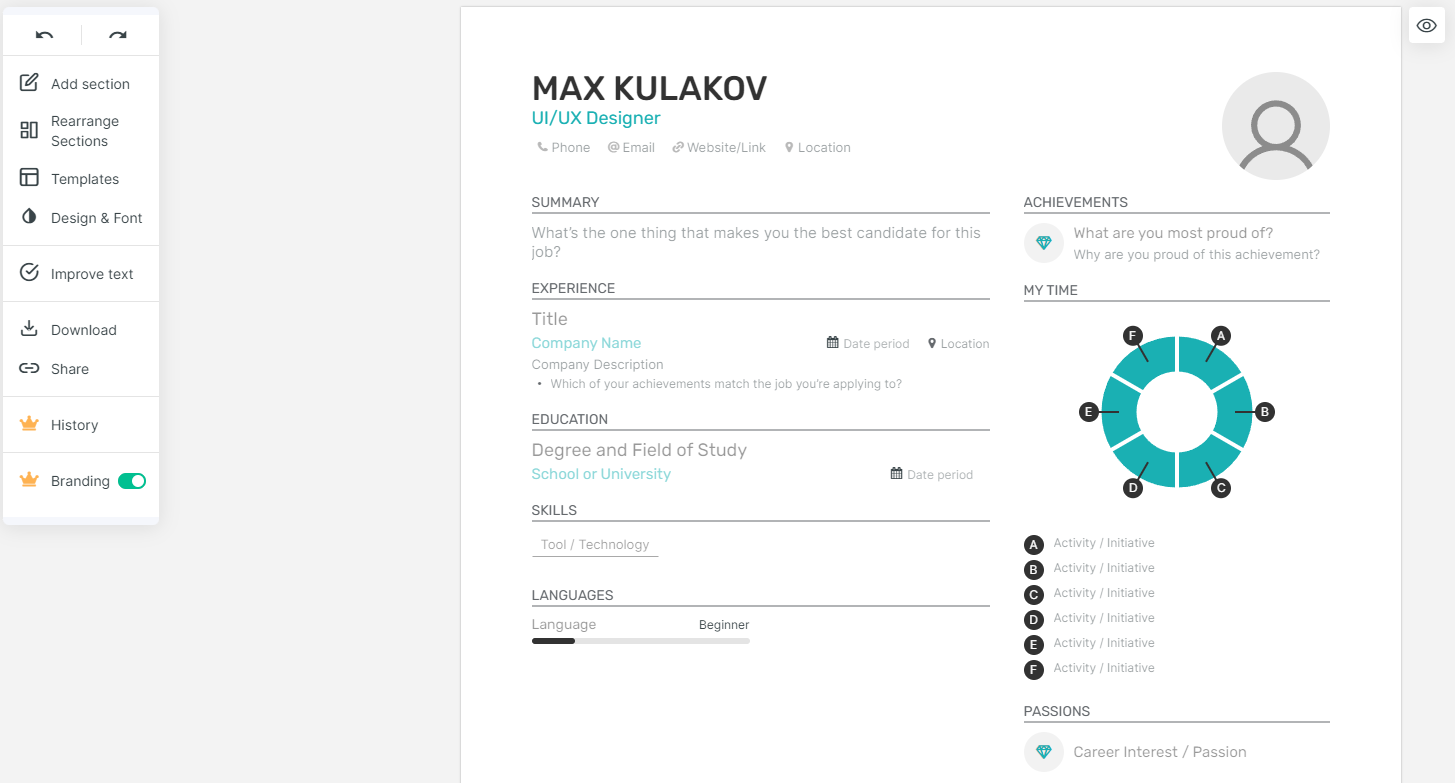 Add section
Rearrange
Sections
Templates
Design & Font
Improve text
Download
Share
History
Branding
MAX KULAKOV
UI/UX Designer
Phone @ Email Website/Link Location
SUMMARY
What's the one thing that makes you the best candidate for this
job?
EXPERIENCE
Title
Company Name Date period Location
Company Description
• Which of your achievements match the job you're applying to?
EDUCATION
Degree and Field of Study
School or University Date period
SKILLS
Tool / Technology
LANGUAGES
Language Beginner
ACHIEVEMENTS
What are you most proud of?
Why are you proud of this achievement?
MY TIME
F A
E B
D C
A Activity / Initiative
B Activity / Initiative
C Activity / Initiative
D Activity / Initiative
E Activity / Initiative
F Activity / Initiative
PASSIONS
Career Interest / Passion